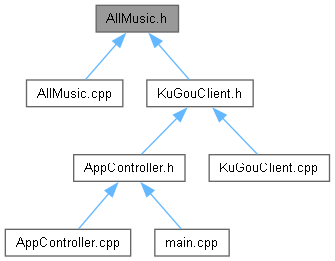 AllMusic.h
AllMusic.cpp
KuGouClient.h
AppController.h
KuGouClient.cpp
AppController.cpp
main.cpp